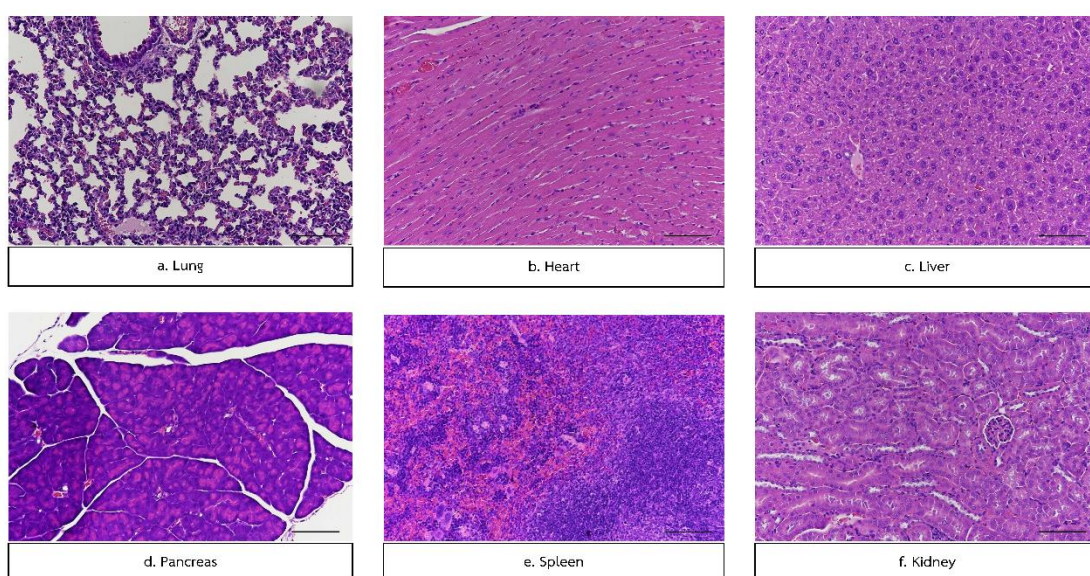 a. Lung
b. Heart
c. Liver
d. Pancreas
e. Spleen
f. Kidney